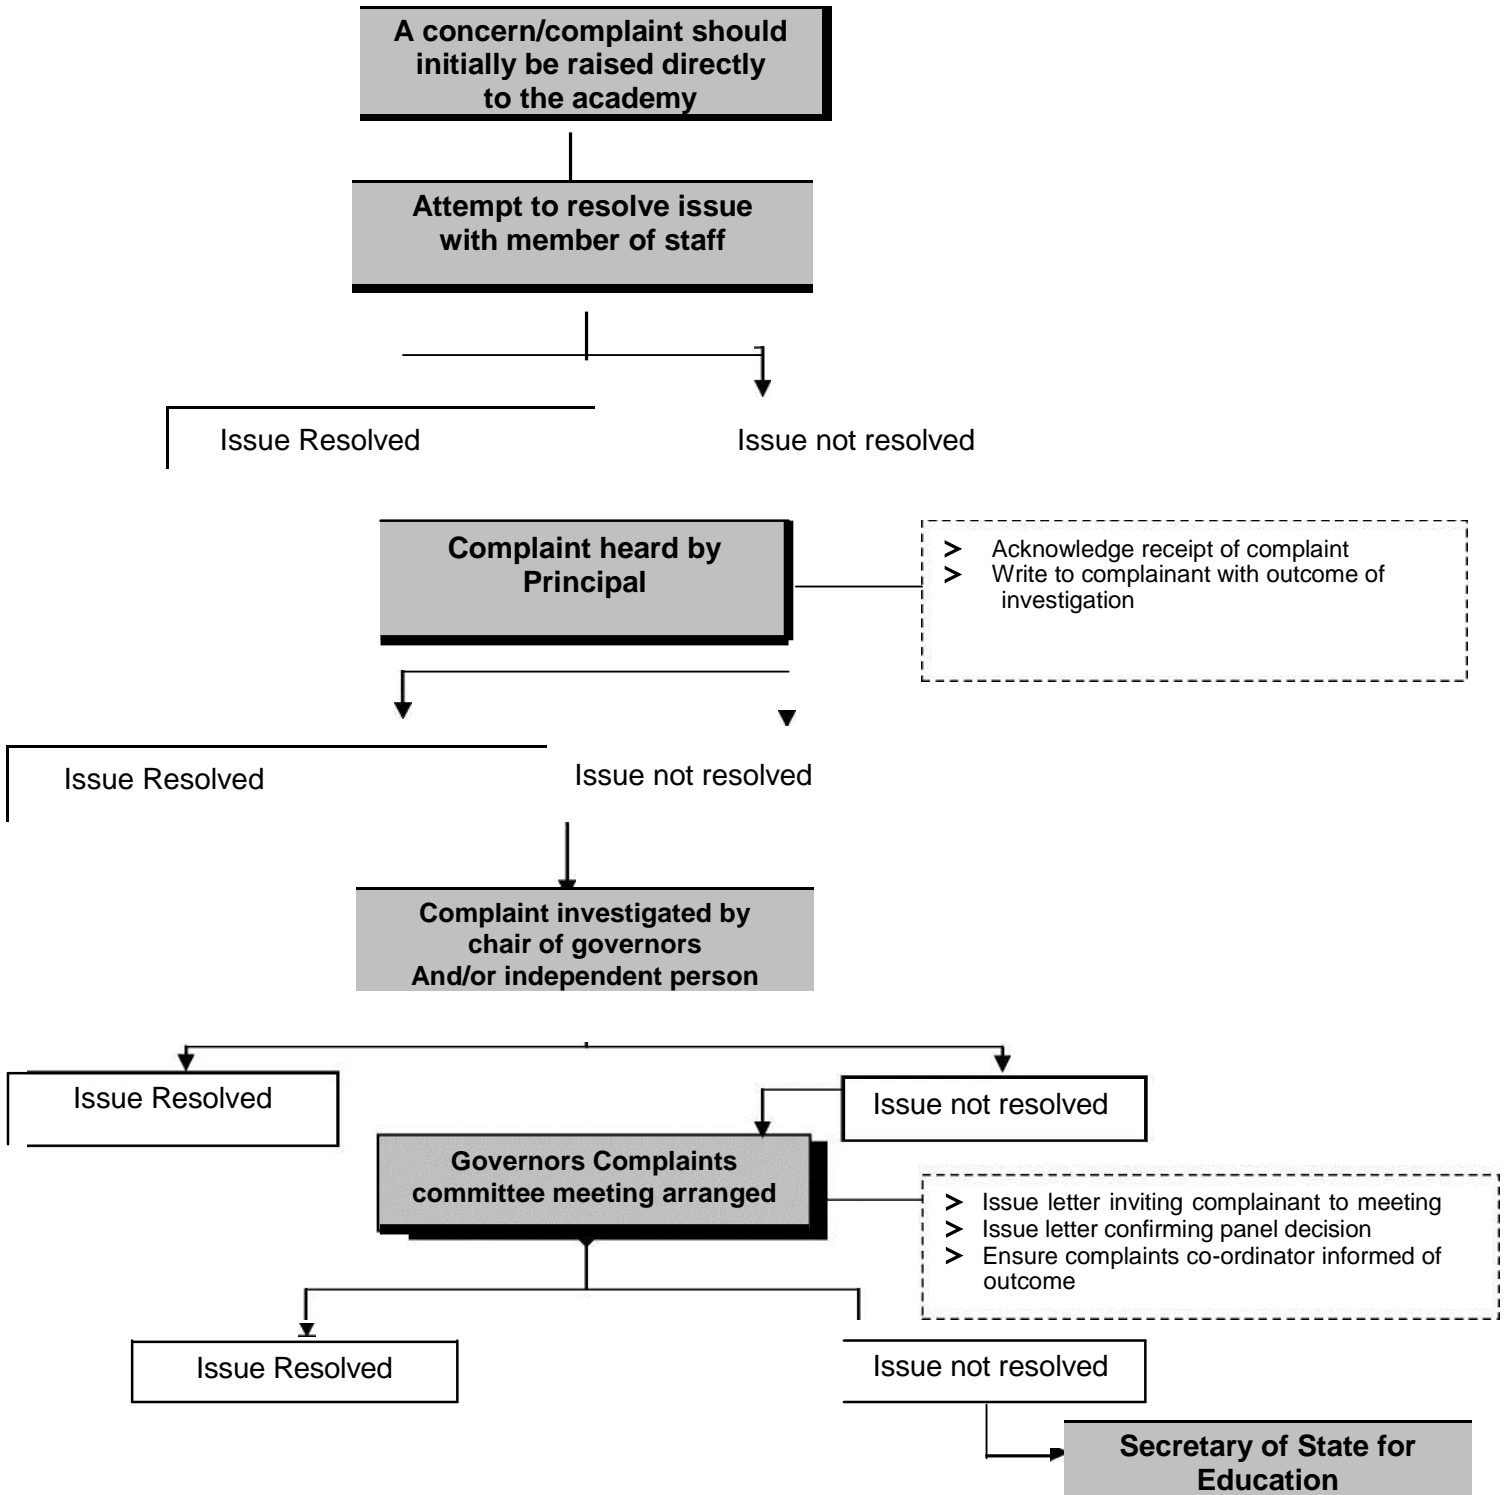 A concern/complaint should
initially be raised directly
to the academy
Attempt to resolve issue
with member of staff
Issue Resolved
Issue not resolved
Complaint heard by
Principal
Acknowledge receipt of complaint
Write to complainant with outcome of
investigation
Issue Resolved
Issue not resolved
Complaint investigated by
chair of governors
And/or independent person
Issue Resolved
Issue not resolved
Governors Complaints
committee meeting arranged
Issue letter inviting complainant to meeting
Issue letter confirming panel decision
Ensure complaints co-ordinator informed of
outcome
Issue Resolved
Issue not resolved
Secretary of State for
Education